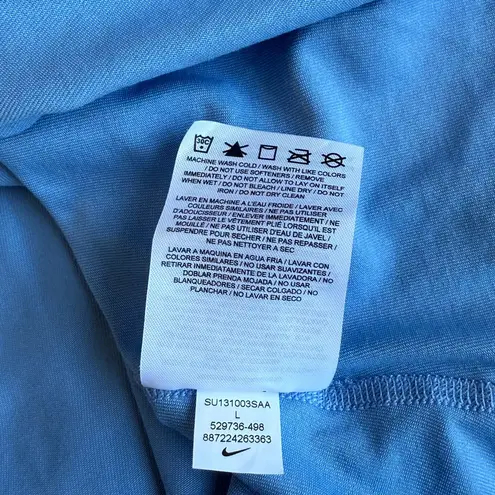 30C
MACHINE WASH COLD / WASH WITH LIKE COLORS
/ DO NOT USE SOFTENERS / REMOVE
IMMEDIATELY / DO NOT ALLOW TO LAY ON ITSELF
WHEN WET / DO NOT BLEACH / LINE DRY / DO NOT
IRON / DO NOT DRY CLEAN
LAVER EN MACHINE A L'EAU FROIDE / LAVER AVEC
COULEURS SIMILAIRES / NE PAS UTILISER
D'ADOUCISSEUR / ENLEVER IMMEDIATEMENT / NE
PAS LAISSER LE VÊTEMENT PLIÉ LORSQU'IL EST
MOUILLÉ / NE PAS UTILISER D'EAU DE JAVEL /
SUSPENDRE POUR SECHER / NE PAS REPASSER /
NE PAS NETTOYER A SEC
LAVAR A MAQUINA EN AGUA FRIA / LAVAR CON
COLORES SIMILARES / NO USAR SUAVIZANTES /
RETIRAR INMEDIATAMENTE DE LA LAVADORA / NO
DOBLAR PRENDA MOJADA / NO USAR
BLANQUEADORES / SECAR COLGADO / NO
PLANCHAR / NO LAVAR EN SECO
SU131003SAA
L
529736-498
887224263363